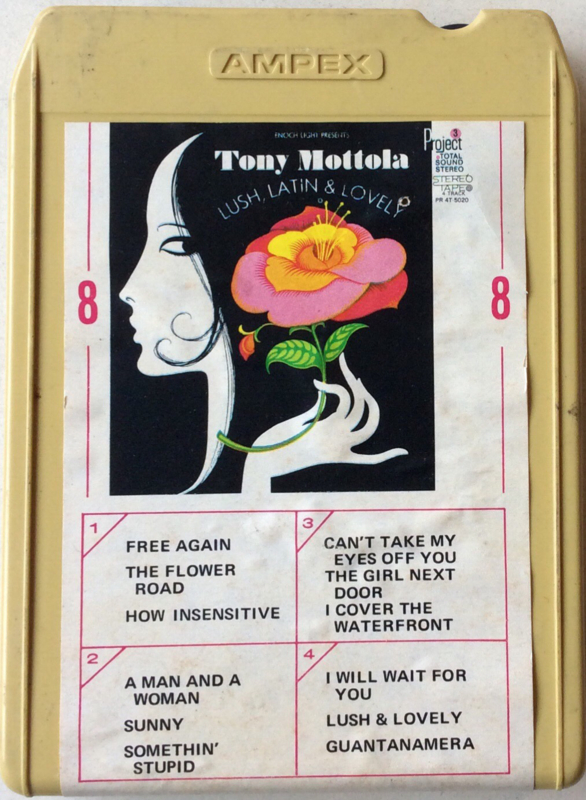 AMPEX
ENOCH LIGHT PRESENTS
Tony Mottola
LUSH, LATIN & LOVELY
Project 3
TOTAL
SOUND
STEREO
STEREO
TAPE
4 TRACK
PR 4T-5020
8
8
1
FREE AGAIN
THE FLOWER
ROAD
HOW INSENSITIVE
2
A MAN AND A
WOMAN
SUNNY
SOMETHIN'
STUPID
3
CAN'T TAKE MY
EYES OFF YOU
THE GIRL NEXT
DOOR
I COVER THE
WATERFRONT
4
I WILL WAIT FOR
YOU
LUSH & LOVELY
GUANTANAMERA